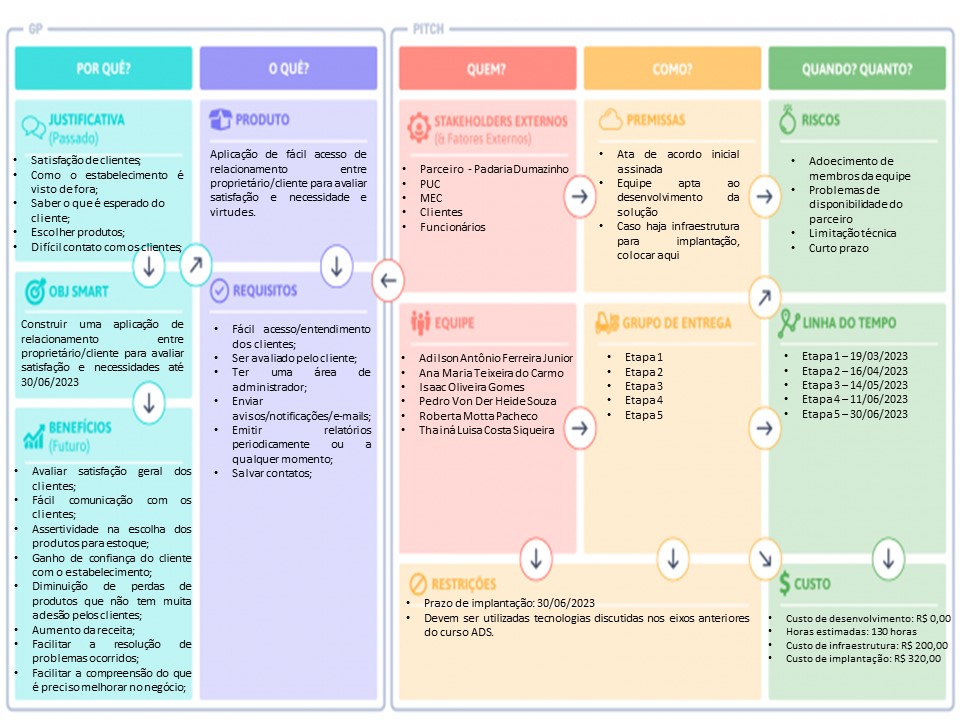 GP
PITCH
POR QUÊ?
O QUÊ?
QUEM?
COMO?
QUANDO? QUANTO?
JUSTIFICATIVA
(Passado)
• Satisfação de clientes;
• Como o estabelecimento é
visto de fora;
• Saber o que é esperado do
cliente;
• Escolher produtos;
• Difícil contato com os clientes;
OBJ SMART
Construir uma aplicação de
relacionamento entre
proprietário/cliente para avaliar
satisfação e necessidades até
30/06/2023
BENEFÍCIOS
(Futuro)
• Avaliar satisfação geral dos
clientes;
• Fácil comunicação com os
clientes;
• Assertividade na escolha dos
produtos para estoque;
• Ganho de confiança do cliente
com o estabelecimento;
• Diminuição de perdas de
produtos que não tem muita
adesão pelos clientes;
• Aumento da receita;
• Facilitar a resolução de
problemas ocorridos;
• Facilitar a compreensão do que
é preciso melhorar no negócio;
PRODUTO
Aplicação de fácil acesso de
relacionamento entre
proprietário/cliente para avaliar
satisfação e necessidade e
virtudes.
REQUISITOS
• Fácil acesso/entendimento
dos clientes;
• Ser avaliado pelo cliente;
• Ter uma área de
administrador;
• Enviar
avisos/notificações/e-mails;
• Emitir relatórios
periodicamente ou a
qualquer momento;
• Salvar contatos;
STAKEHOLDERS EXTERNOS
(& Fatores Externos)
• Parceiro - Padaria Dumazinho
• PUC
• MEC
• Clientes
• Funcionários
EQUIPE
• Adilson Antônio Ferreira Junior
• Ana Maria Teixeira do Carmo
• Isaac Oliveira Gomes
• Pedro Von Der Heide Souza
• Roberta Motta Pacheco
• Thainá Luisa Costa Siqueira
PREMISSAS
• Ata de acordo inicial
assinada
• Equipe apta ao
desenvolvimento da
solução
• Caso haja infraestrutura
para implantação,
colocar aqui
GRUPO DE ENTREGA
• Etapa 1
• Etapa 2
• Etapa 3
• Etapa 4
• Etapa 5
RISCOS
• Adoecimento de
membros da equipe
• Problemas de
disponibilidade do
parceiro
• Limitação técnica
• Curto prazo
LINHA DO TEMPO
• Etapa 1 – 19/03/2023
• Etapa 2 – 16/04/2023
• Etapa 3 – 14/05/2023
• Etapa 4 – 11/06/2023
• Etapa 5 – 30/06/2023
RESTRIÇÕES
• Prazo de implantação: 30/06/2023
• Devem ser utilizadas tecnologias discutidas nos eixos anteriores
do curso ADS.
CUSTO
• Custo de desenvolvimento: R$ 0,00
• Horas estimadas: 130 horas
• Custo de infraestrutura: R$ 200,00
• Custo de implantação: R$ 320,00